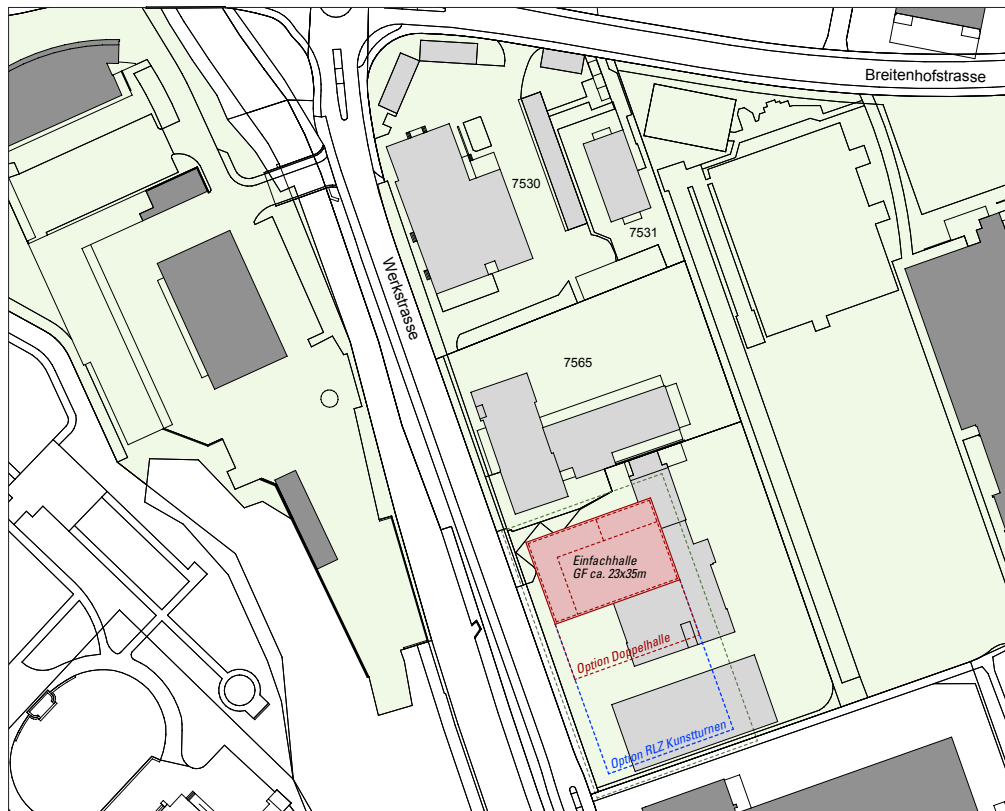 Breitenhofstrasse
7530
7531
Werkstrasse
7565
Einfachhalle
GF ca. 23x35m
Option Doppelhalle
Option RLZ Kunstturnen